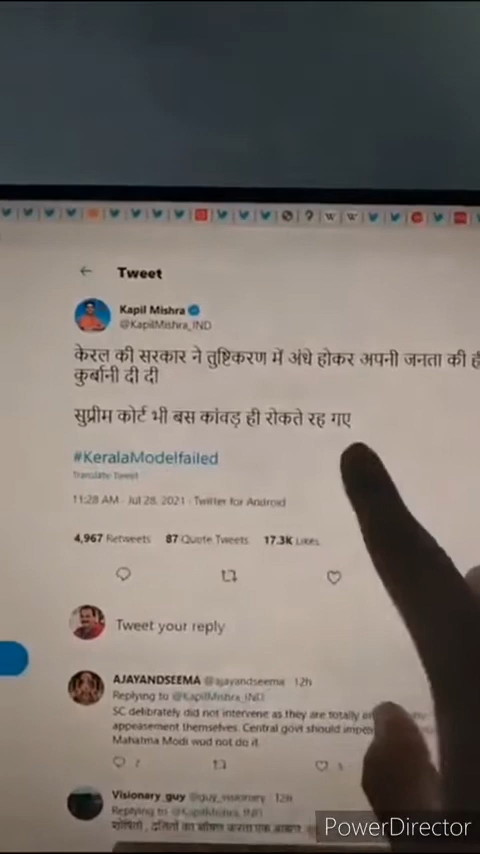 Tweet
Kapil Mishra
@KapilMishra_IND
केरल की सरकार ने तुष्टिकरण में अंधे होकर अपनी जनता की ही
कुर्बानी दी दी
सुप्रीम कोर्ट भी बस कांवड़ ही रोकते रह गए
#KeralaModelfailed
Translate Tweet
11:28 AM · Jul 28, 2021 · Twitter for Android
4,967 Retweets 87 Quote Tweets 17.3K Likes
Tweet your reply
AJAYANDSEEMA @ajayandseema · 12h
Replying to @KapilMishra_IND
SC delibrately did not intervene as they are totally
appeasement themselves. Central govt should
Mahatma Modi wud not do it
Visionary_guy @guy_visionary · 12h
Replying to @KapilMishra_IND
PowerDirector